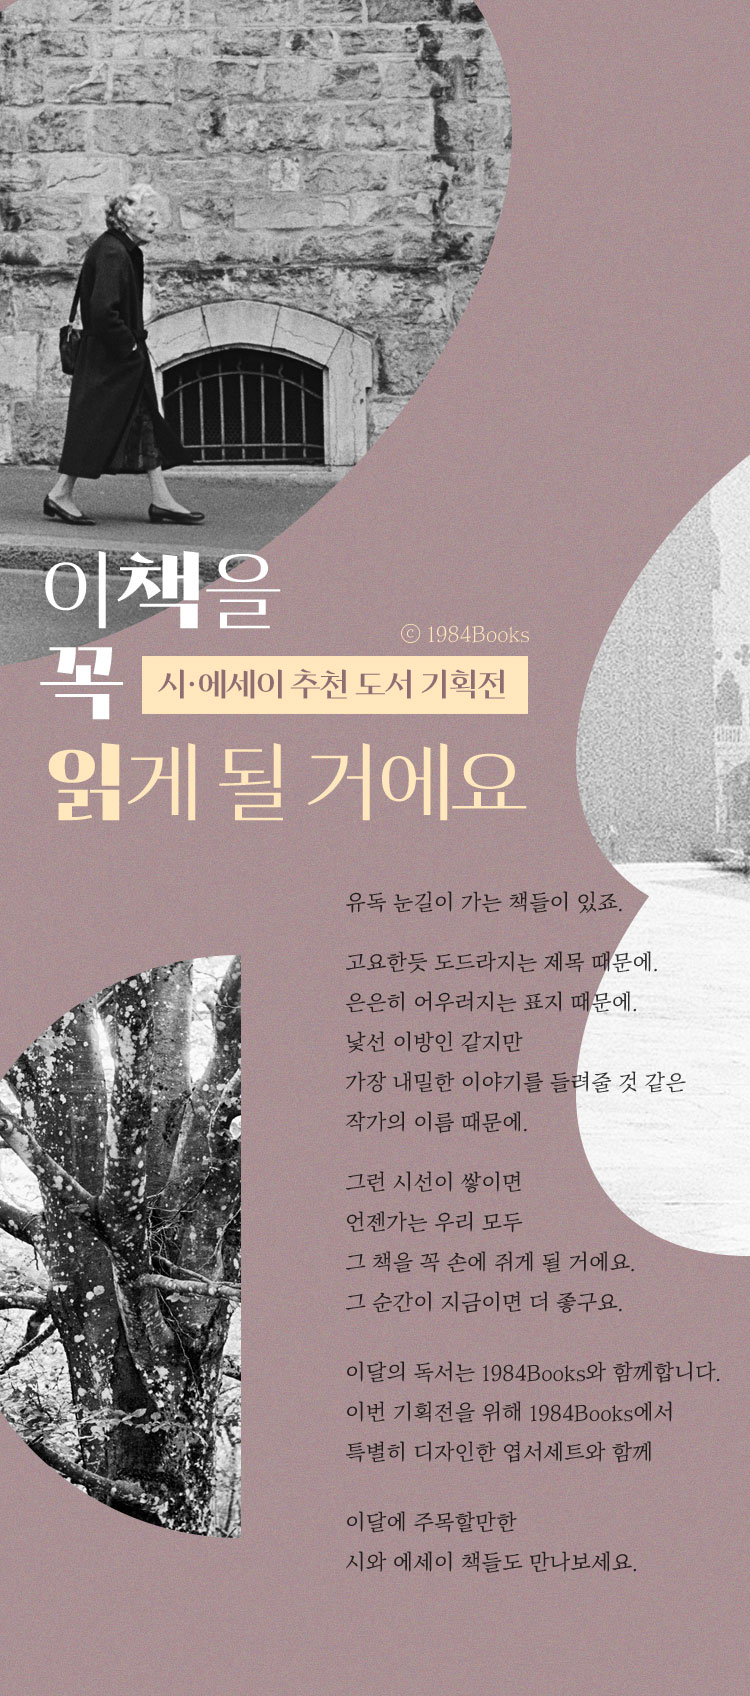 이책을
ⓒ 1984Books
꼭
시·에세이 추천 도서 기획전
읽게 될 거에요
유독 눈길이 가는 책들이 있죠.
고요한듯 도드라지는 제목 때문에.
은은히 어우러지는 표지 때문에.
낯선 이방인 같지만
가장 내밀한 이야기를 들려줄 것 같은
작가의 이름 때문에.
그런 시선이 쌓이면
언젠가는 우리 모두
그 책을 꼭 손에 쥐게 될 거에요.
그 순간이 지금이면 더 좋구요.
이달의 독서는 1984Books와 함께합니다.
이번 기획전을 위해 1984Books에서
특별히 디자인한 엽서세트와 함께
이달에 주목할만한
시와 에세이 책들도 만나보세요.